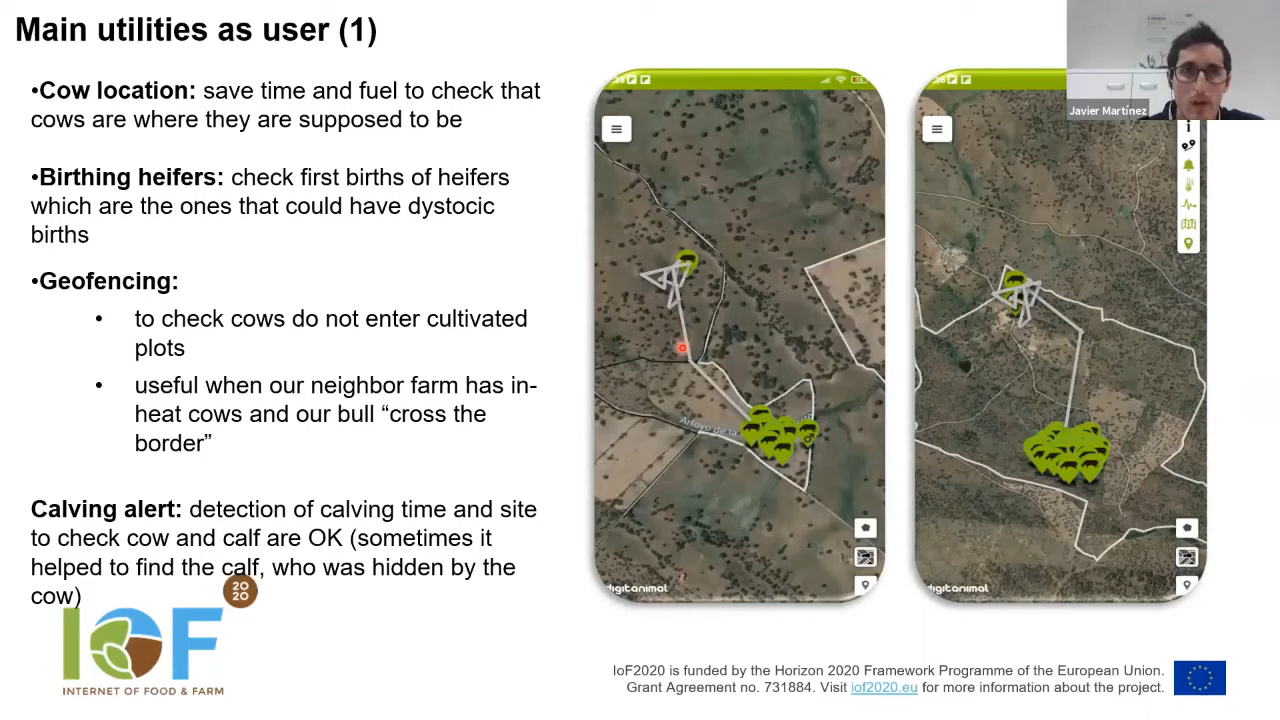 Main utilities as user (1)
•Cow location: save time and fuel to check that
cows are where they are supposed to be
•Birthing heifers: check first births of heifers
which are the ones that could have dystocic
births
•Geofencing:
• to check cows do not enter cultivated
plots
• useful when our neighbor farm has in-
heat cows and our bull “cross the
border”
Calving alert: detection of calving time and site
to check cow and calf are OK (sometimes it
helped to find the calf, who was hidden by the
cow)
20
20
IoF
INTERNET OF FOOD & FARM
Arroyo de la
digitanimal
digitanimal
Javier Martínez
IoF2020 is funded by the Horizon 2020 Framework Programme of the European Union.
Grant Agreement no. 731884. Visit iof2020.eu for more information about the project.